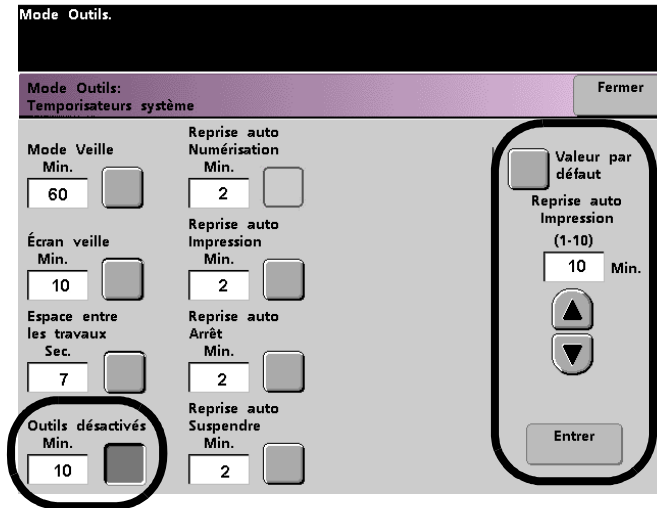 Mode Outils.
Mode Outils:
Temporisateurs système
Fermer
Mode Veille
Min.
60
Écran veille
Min.
10
Espace entre
les travaux
Sec.
7
Outils désactivés
Min.
10
Reprise auto
Numérisation
Min.
2
Reprise auto
Impression
Min.
2
Reprise auto
Arrêt
Min.
2
Reprise auto
Suspendre
Min.
2
Valeur par
défaut
Reprise auto
Impression
(1-10)
10 Min.
Entrer